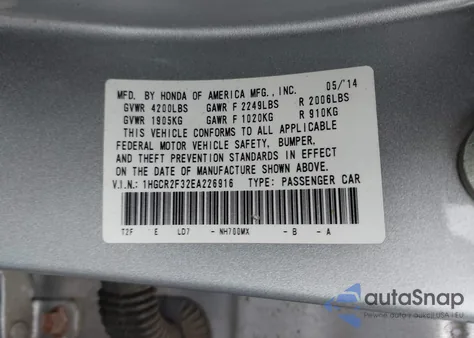 MFD. BY HONDA OF AMERICA MFG., INC. 05/'14
GVWR 4200LBS GAWR F 2249LBS R 2006LBS
GVWR 1905KG GAWR F 1020KG R 910KG
THIS VEHICLE CONFORMS TO ALL APPLICABLE
FEDERAL MOTOR VEHICLE SAFETY, BUMPER,
AND THEFT PREVENTION STANDARDS IN EFFECT
ON THE DATE OF MANUFACTURE SHOWN ABOVE.
V.I.N.: 1HGCR2F32EA226916 TYPE: PASSENGER CAR
T2F E LD7 - NH700MX - B - A
autoSnap